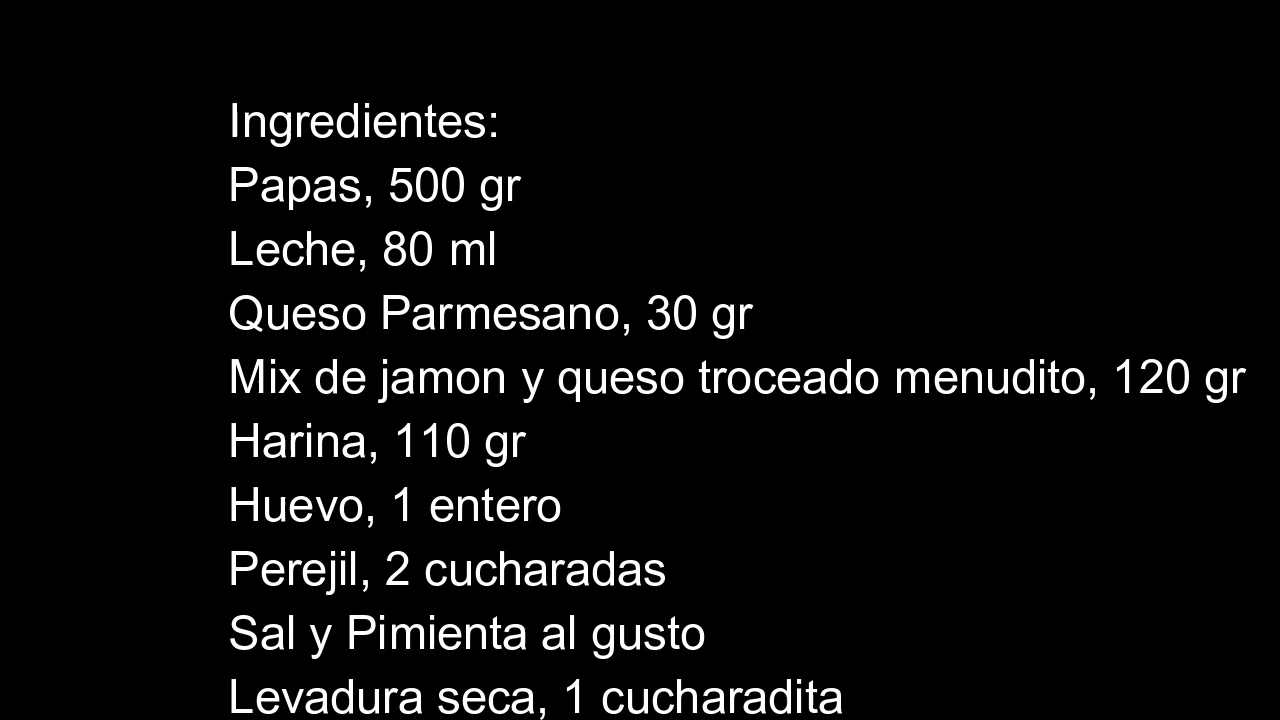 Ingredientes:
Papas, 500 gr
Leche, 80 ml
Queso Parmesano, 30 gr
Mix de jamon y queso troceado menudito, 120 gr
Harina, 110 gr
Huevo, 1 entero
Perejil, 2 cucharadas
Sal y Pimienta al gusto
Levadura seca, 1 cucharadita